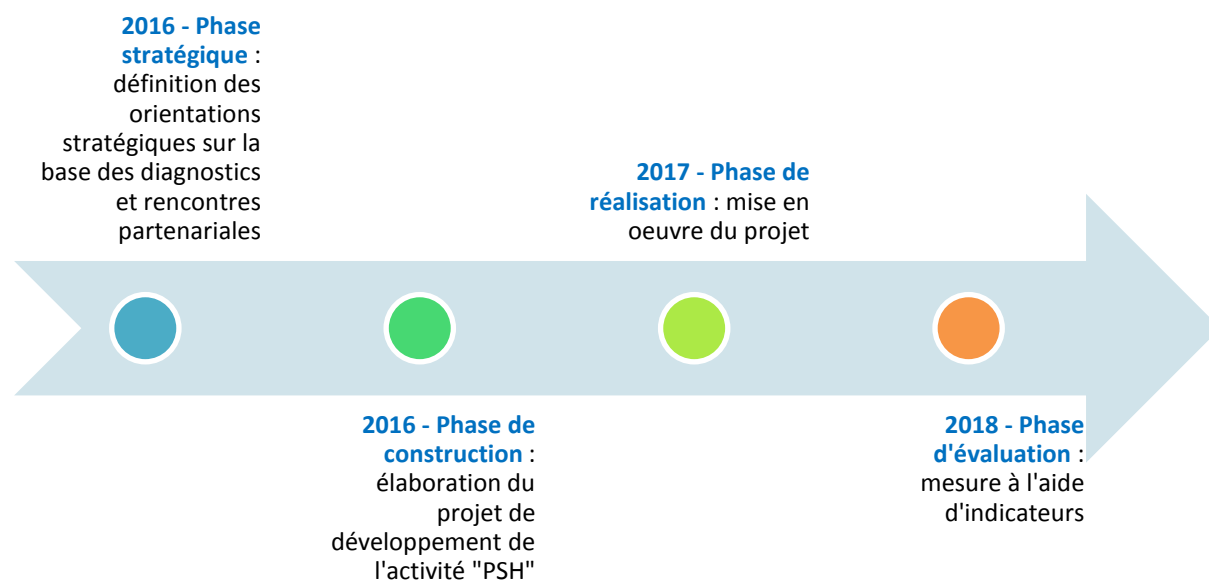 2016 - Phase
stratégique :
définition des
orientations
stratégiques sur la
base des diagnostics
et rencontres
partenariales
2016 - Phase de
construction :
élaboration du
projet de
développement de
l'activité "PSH"
2017 - Phase de
réalisation : mise en
oeuvre du projet
2018 - Phase
d'évaluation :
mesure à l'aide
d'indicateurs